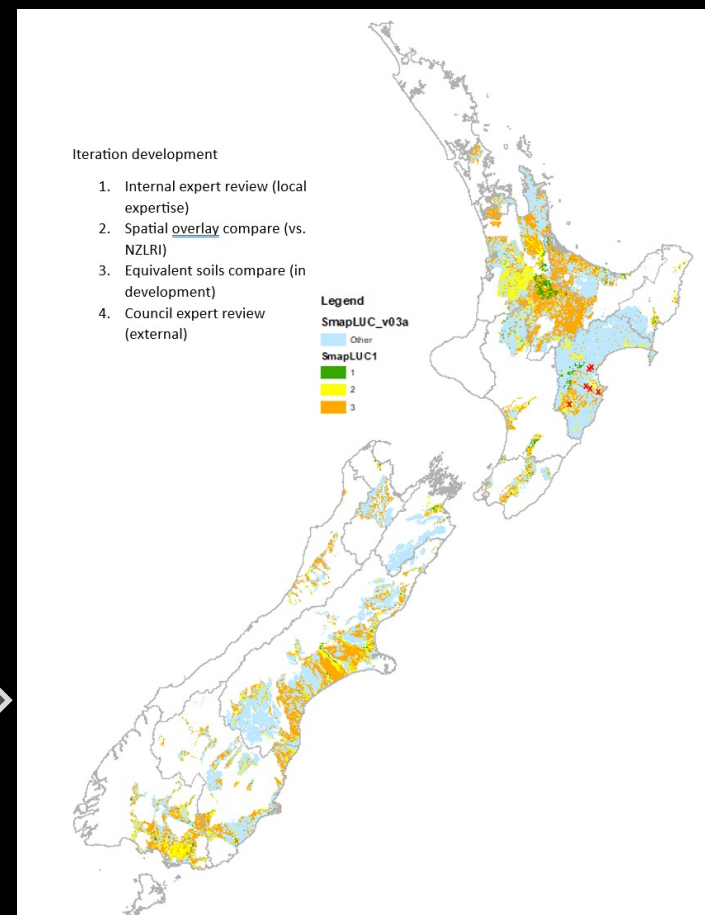 Iteration development
1. Internal expert review (local
expertise)
2. Spatial overlay compare (vs.
NZLRI)
3. Equivalent soils compare (in
development)
4. Council expert review
(external)
Legend
SmapLUC_v03a
Other
SmapLUC1
1
2
3